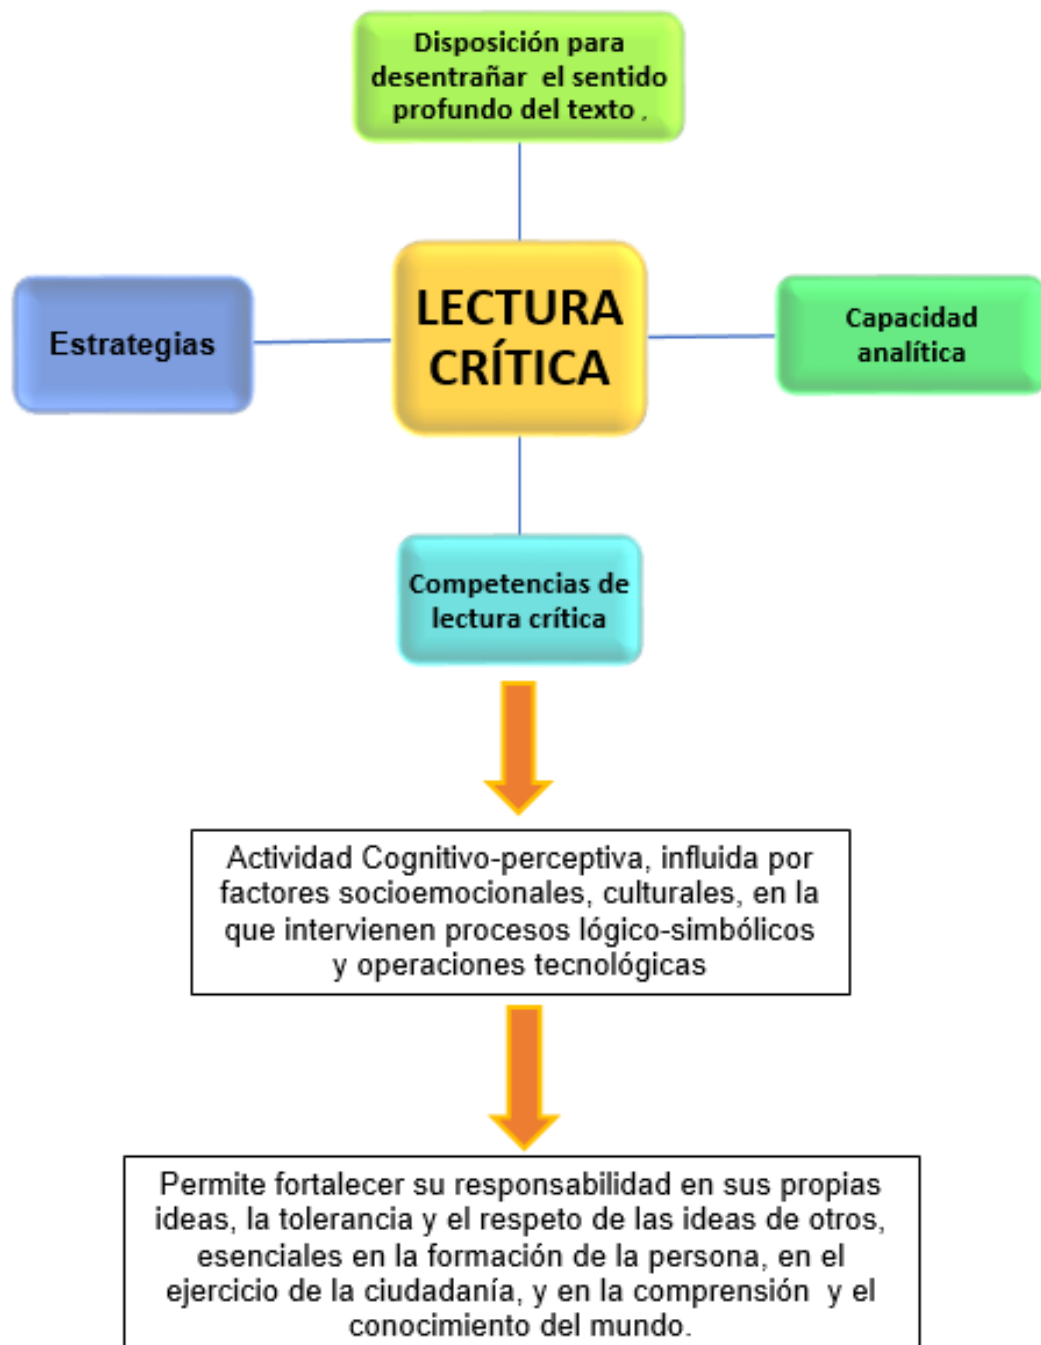 Disposición para
desentrañar el sentido
profundo del texto ,
Estrategias
LECTURA
CRÍTICA
Capacidad
analítica
Competencias de
lectura crítica
Actividad Cognitivo-perceptiva, influida por
factores socioemocionales, culturales, en la
que intervienen procesos lógico-simbólicos
y operaciones tecnológicas
Permite fortalecer su responsabilidad en sus propias
ideas, la tolerancia y el respeto de las ideas de otros,
esenciales en la formación de la persona, en el
ejercicio de la ciudadanía, y en la comprensión y el
conocimiento del mundo.